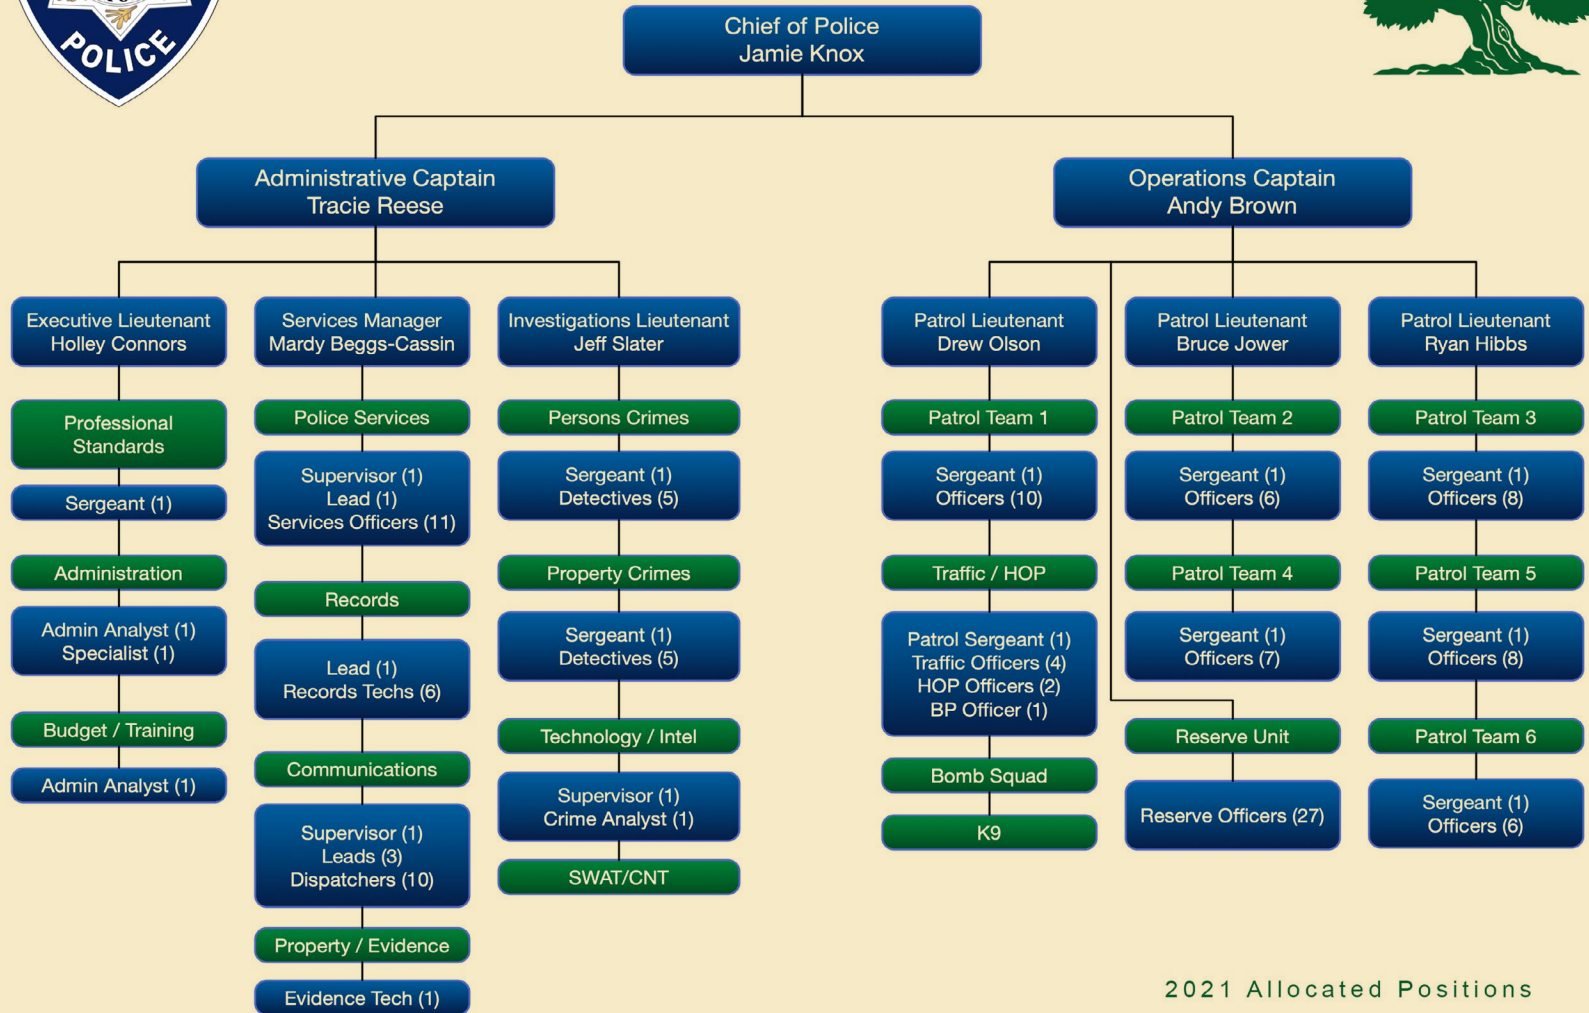 POLICE
Chief of Police
Jamie Knox
Administrative Captain
Tracie Reese
Operations Captain
Andy Brown
Executive Lieutenant
Holley Connors
Professional
Standards
Sergeant (1)
Administration
Admin Analyst (1)
Specialist (1)
Budget / Training
Admin Analyst (1)
Services Manager
Mardy Beggs-Cassin
Police Services
Supervisor (1)
Lead (1)
Services Officers (11)
Records
Lead (1)
Records Techs (6)
Communications
Supervisor (1)
Leads (3)
Dispatchers (10)
Property / Evidence
Evidence Tech (1)
Investigations Lieutenant
Jeff Slater
Persons Crimes
Sergeant (1)
Detectives (5)
Property Crimes
Sergeant (1)
Detectives (5)
Technology / Intel
Supervisor (1)
Crime Analyst (1)
SWAT/CNT
Patrol Lieutenant
Drew Olson
Patrol Team 1
Sergeant (1)
Officers (10)
Traffic / HOP
Patrol Sergeant (1)
Traffic Officers (4)
HOP Officers (2)
BP Officer (1)
Bomb Squad
K9
Patrol Lieutenant
Bruce Jower
Patrol Team 2
Sergeant (1)
Officers (6)
Patrol Team 4
Sergeant (1)
Officers (7)
Reserve Unit
Reserve Officers (27)
Patrol Lieutenant
Ryan Hibbs
Patrol Team 3
Sergeant (1)
Officers (8)
Patrol Team 5
Sergeant (1)
Officers (8)
Patrol Team 6
Sergeant (1)
Officers (6)
2021 Allocated Positions